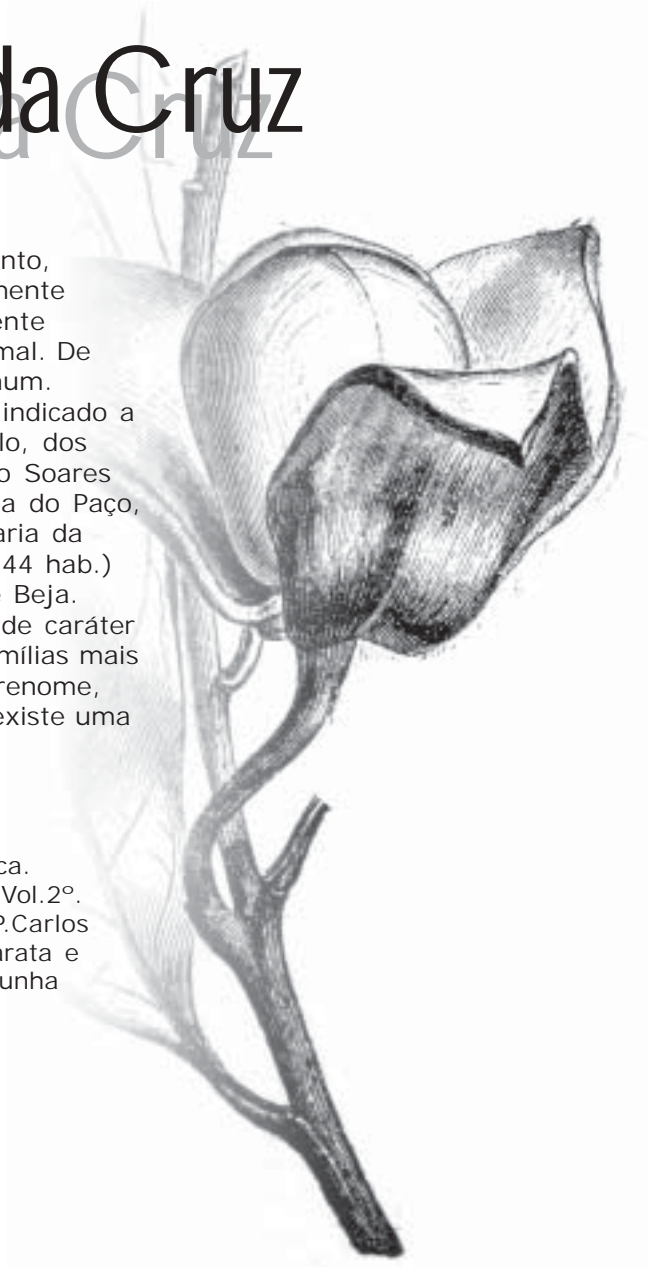 da Cruz
nto,
mente
ente
mal. De
num.
indicado a
lo, dos
o Soares
a do Paço,
aria da
44 hab.)
e Beja.
de caráter
mílias mais
renome,
existe uma
ca.
Vol.2º.
P.Carlos
arata e
unha